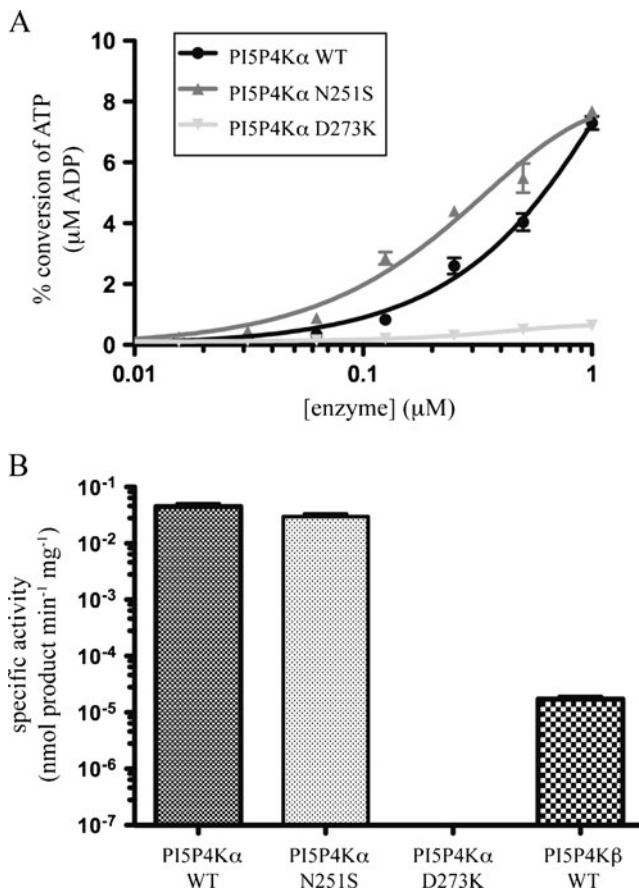 A
10
8
6
4
2
0
% conversion of ATP
(μM ADP)
PI5P4Kα WT
PI5P4Kα N251S
PI5P4Kα D273K
0.01
0.1
1
[enzyme] (μM)
B
10⁻¹
10⁻²
10⁻³
10⁻⁴
10⁻⁵
10⁻⁶
10⁻⁷
specific activity
(nmol product min⁻¹ mg⁻¹)
PI5P4Kα
WT
PI5P4Kα
N251S
PI5P4Kα
D273K
PI5P4Kβ
WT